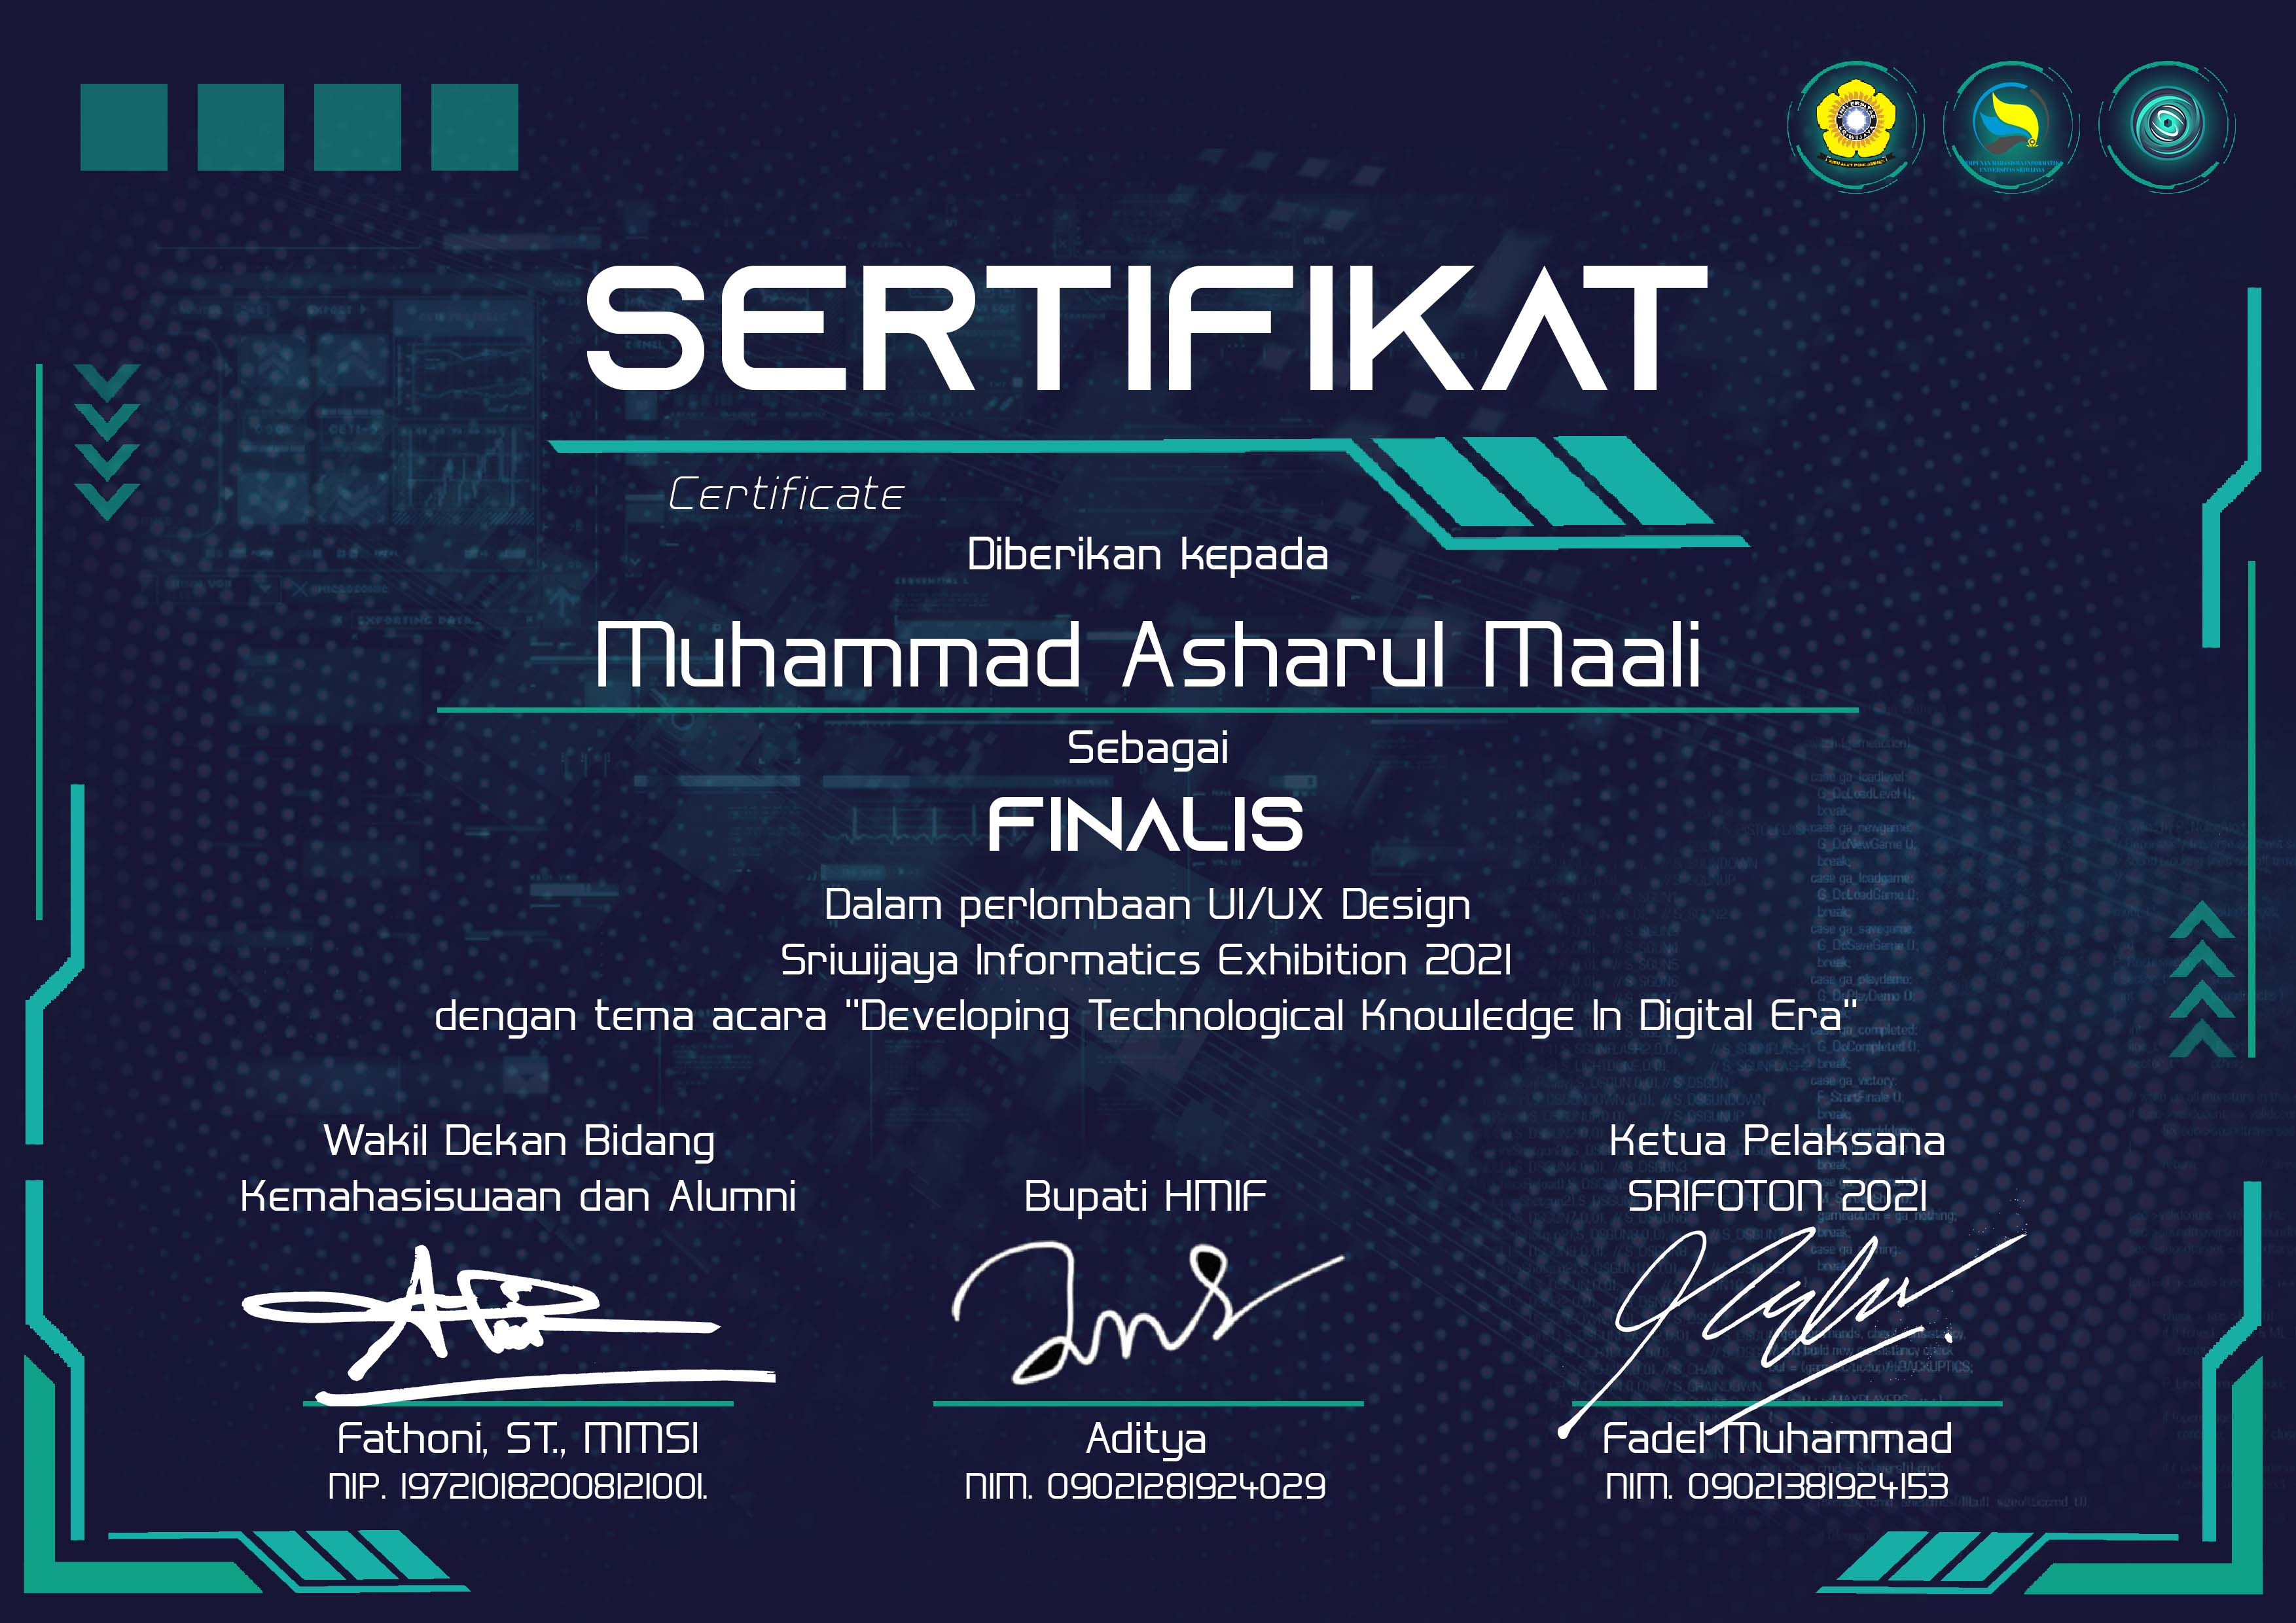 SERTIFIKAT
Certificate
Diberikan kepada
Muhammad Asharul Maali
Sebagai
FINALIS
Dalam perlombaan UI/UX Design
Sriwijaya Informatics Exhibition 2021
dengan tema acara "Developing Technological Knowledge In Digital Era"
Wakil Dekan Bidang
Kemahasiswaan dan Alumni
Fathoni, ST., MMSI
NIP. 197210182008121001.
Bupati HMIF
Aditya
NIM. 09021281924029
Ketua Pelaksana
SRIFOTON 2021
Fadel Muhammad
NIM. 09021381924153